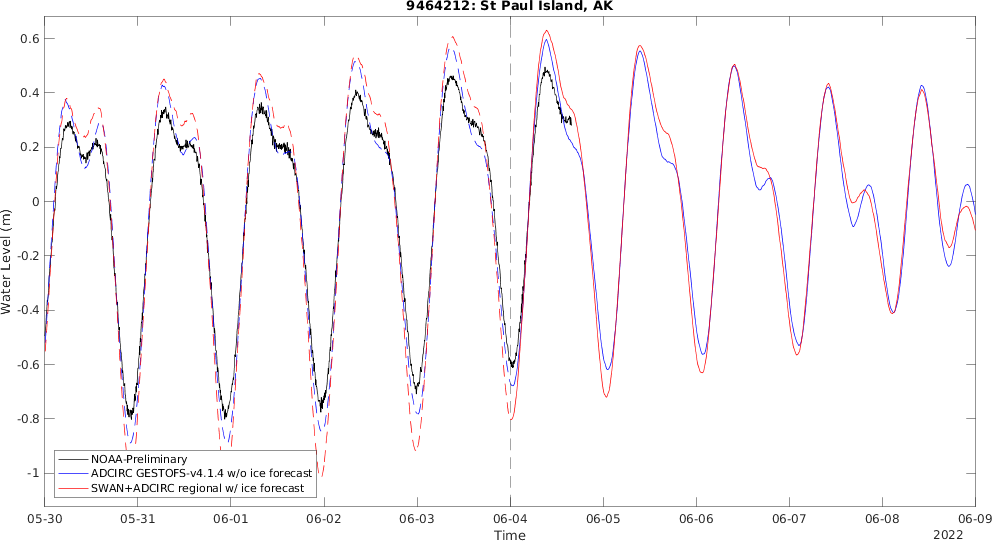 9464212: St Paul Island, AK
Water Level (m)
0.6
0.4
0.2
0
-0.2
-0.4
-0.6
-0.8
-1
NOAA-Preliminary
ADCIRC GESTOFS-v4.1.4 w/o ice forecast
SWAN+ADCIRC regional w/ ice forecast
05-30 05-31 06-01 06-02 06-03 06-04 06-05 06-06 06-07 06-08 06-09
Time
2022